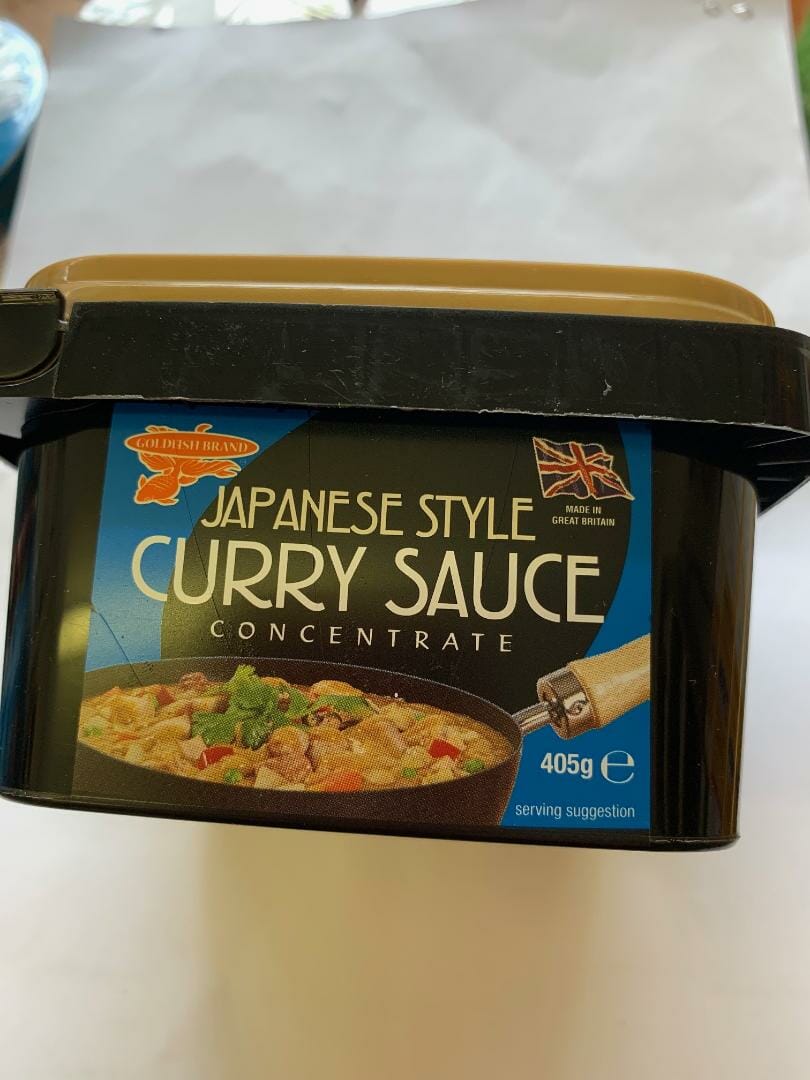 GOLDFISH BRAND
MADE IN
GREAT BRITAIN
JAPANESE STYLE
CURRY SAUCE
CONCENTRATE
405g ℮
serving suggestion